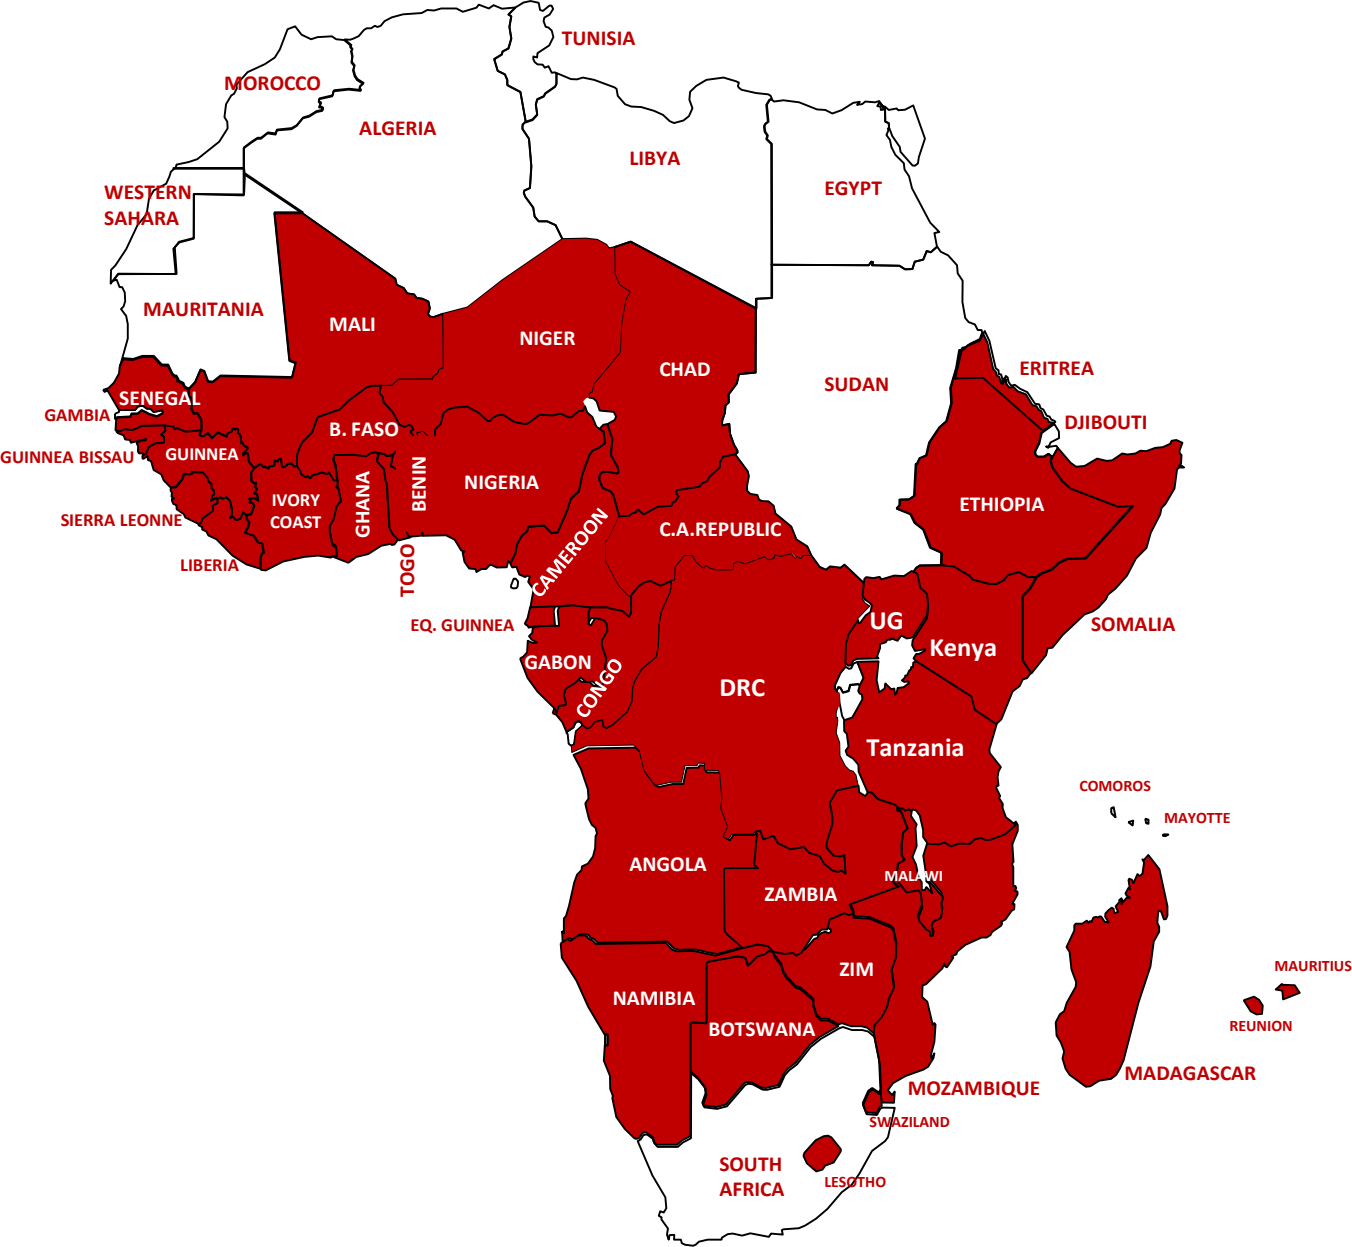 TUNISIA
MOROCCO
ALGERIA
LIBYA
EGYPT
WESTERN
SAHARA
MAURITANIA
MALI
NIGER
CHAD
SUDAN
ERITREA
SENEGAL
GAMBIA
DJIBOUTI
B. FASO
GUINNEA BISSAU
GUINNEA
BENIN
NIGERIA
GHANA
IVORY
COAST
ETHIOPIA
SIERRA LEONNE
C.A.REPUBLIC
CAMEROON
LIBERIA
TOGO
EQ. GUINNEA
UG
SOMALIA
Kenya
GABON
CONGO
DRC
Tanzania
COMOROS
MAYOTTE
ANGOLA
MALAWI
ZAMBIA
ZIM
MAURITIUS
NAMIBIA
BOTSWANA
REUNION
MADAGASCAR
MOZAMBIQUE
SWAZILAND
SOUTH
AFRICA
LESOTHO